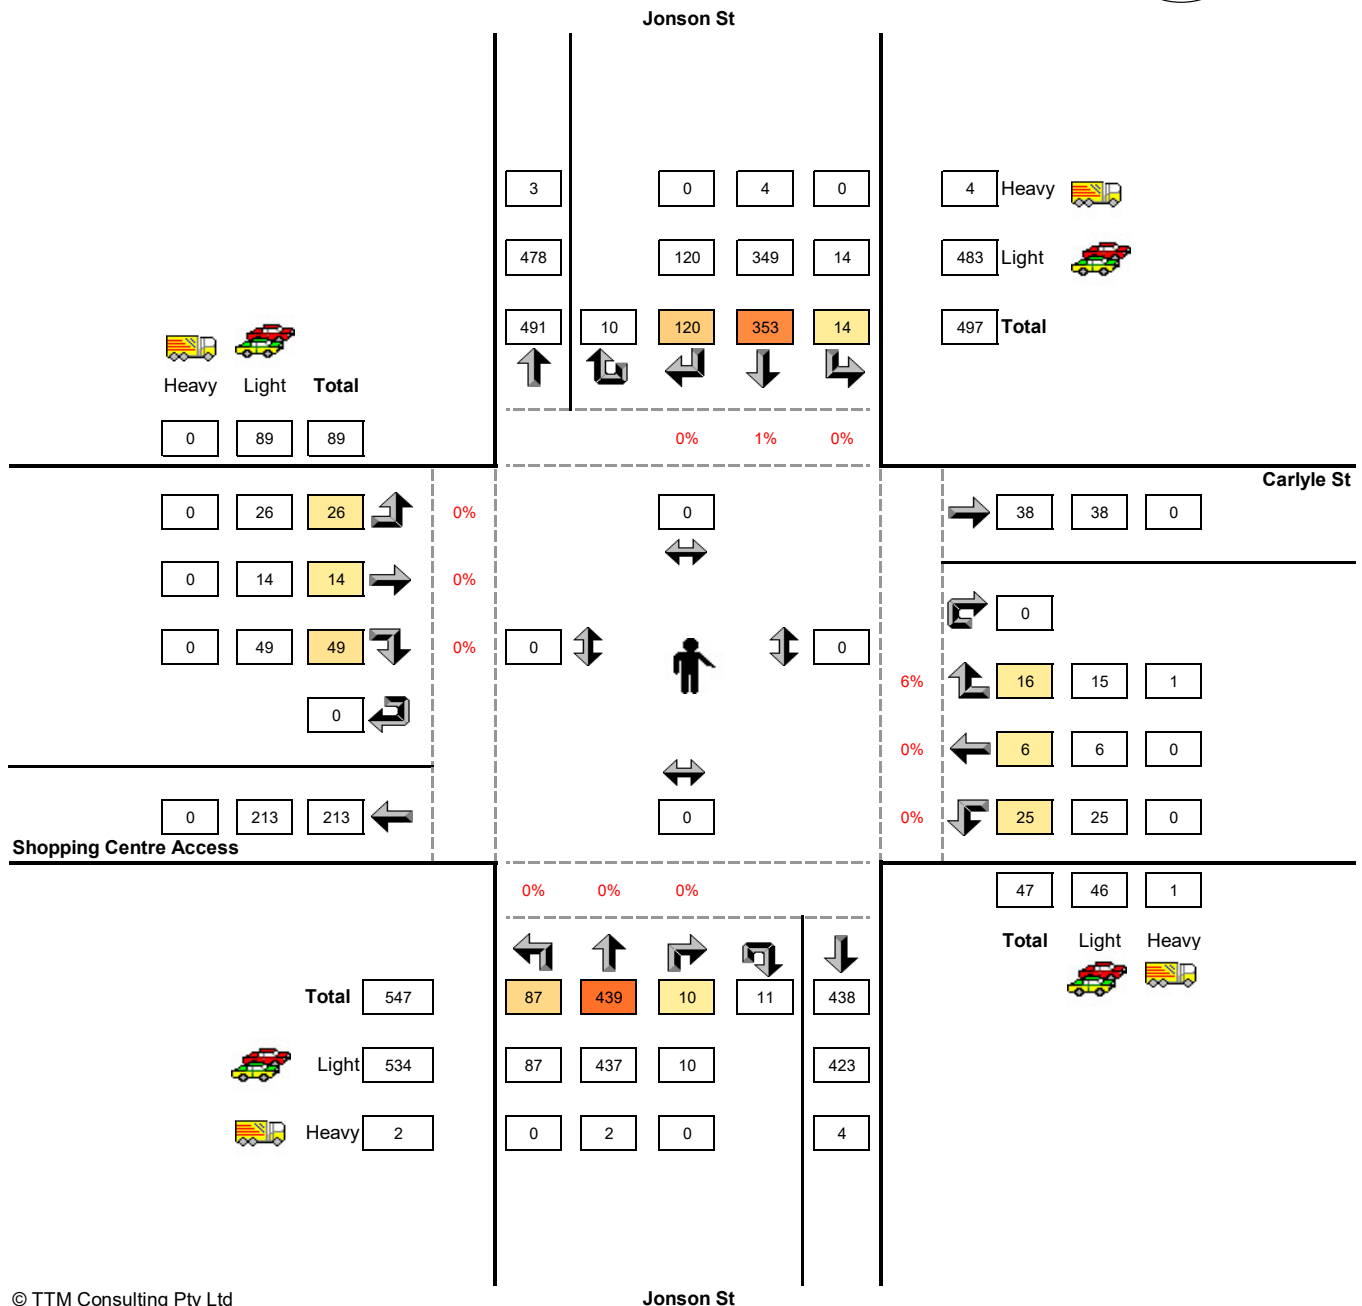 Jonson St
3 0 4 0 4 Heavy
478 120 349 14 483 Light
491 10 120 353 14 497 Total
Heavy Light Total
0 89 89 0% 1% 0%
Carlyle St
0 26 26 0% 0 38 38 0
0 14 14 0%
0
0 49 49 0% 0 0
6% 16 15 1
0
0% 6 6 0
0 213 213 0 0% 25 25 0
Shopping Centre Access
0% 0% 0% 47 46 1
Total Light Heavy
Total 547 87 439 10 11 438
Light 534 87 437 10 423
Heavy 2 0 2 0 4
© TTM Consulting Pty Ltd
Jonson St